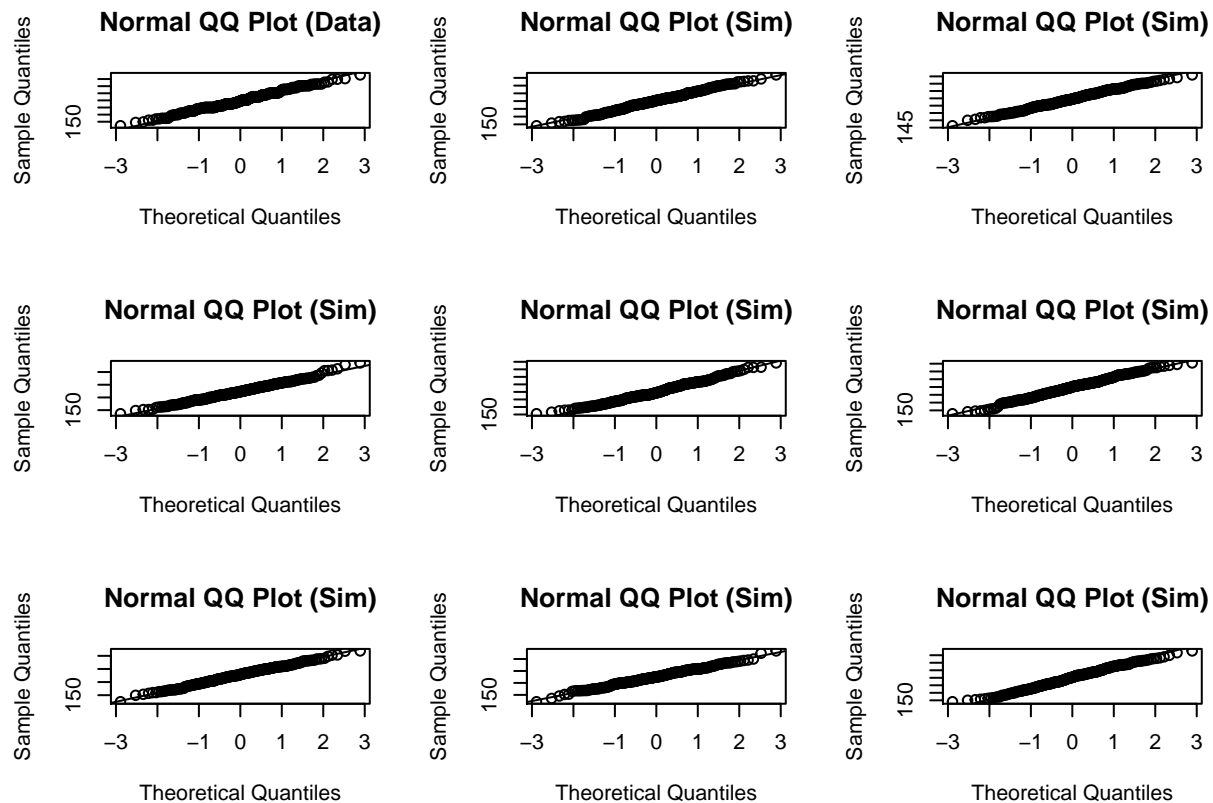 Normal QQ Plot (Data)
Sample Quantiles
150
−3 −1 0 1 2 3
Theoretical Quantiles
Normal QQ Plot (Sim)
Sample Quantiles
150
−3 −1 0 1 2 3
Theoretical Quantiles
Normal QQ Plot (Sim)
Sample Quantiles
145
−3 −1 0 1 2 3
Theoretical Quantiles
Normal QQ Plot (Sim)
Sample Quantiles
150
−3 −1 0 1 2 3
Theoretical Quantiles
Normal QQ Plot (Sim)
Sample Quantiles
150
−3 −1 0 1 2 3
Theoretical Quantiles
Normal QQ Plot (Sim)
Sample Quantiles
150
−3 −1 0 1 2 3
Theoretical Quantiles
Normal QQ Plot (Sim)
Sample Quantiles
150
−3 −1 0 1 2 3
Theoretical Quantiles
Normal QQ Plot (Sim)
Sample Quantiles
150
−3 −1 0 1 2 3
Theoretical Quantiles
Normal QQ Plot (Sim)
Sample Quantiles
150
−3 −1 0 1 2 3
Theoretical Quantiles